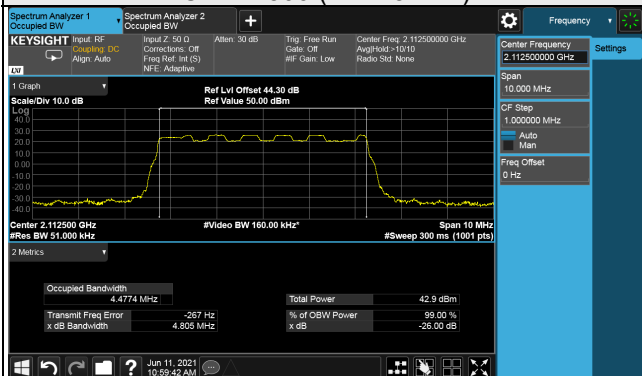 Spectrum Analyzer 1
Occupied BW
Spectrum Analyzer 2
Occupied BW
Frequency
KEYSIGHT
Input: RF
Coupling: DC
Align: Auto
Input Z: 50 Ω
Corrections: Off
Freq Ref: Int (S)
NFE: Adaptive
Atten: 30 dB
Trig: Free Run
Gate: Off
#IF Gain: Low
Center Freq: 2.112500000 GHz
Avg|Hold:>10/10
Radio Std: None
LXI
Center Frequency
2.112500000 GHz
Settings
Span
10.000 MHz
CF Step
1.000000 MHz
Auto
Man
Freq Offset
0 Hz
1 Graph
Scale/Div 10.0 dB
Ref Lvl Offset 44.30 dB
Ref Value 50.00 dBm
Log
40.0
30.0
20.0
10.0
0.00
-10.0
-20.0
-30.0
-40.0
Center 2.112500 GHz
#Res BW 51.000 kHz
#Video BW 160.00 kHz*
Span 10 MHz
#Sweep 300 ms (1001 pts)
2 Metrics
Occupied Bandwidth
4.4774 MHz
Total Power 42.9 dBm
Transmit Freq Error -267 Hz
% of OBW Power 99.00 %
x dB Bandwidth 4.805 MHz
x dB -26.00 dB
?
Jun 11, 2021
10:59:42 AM